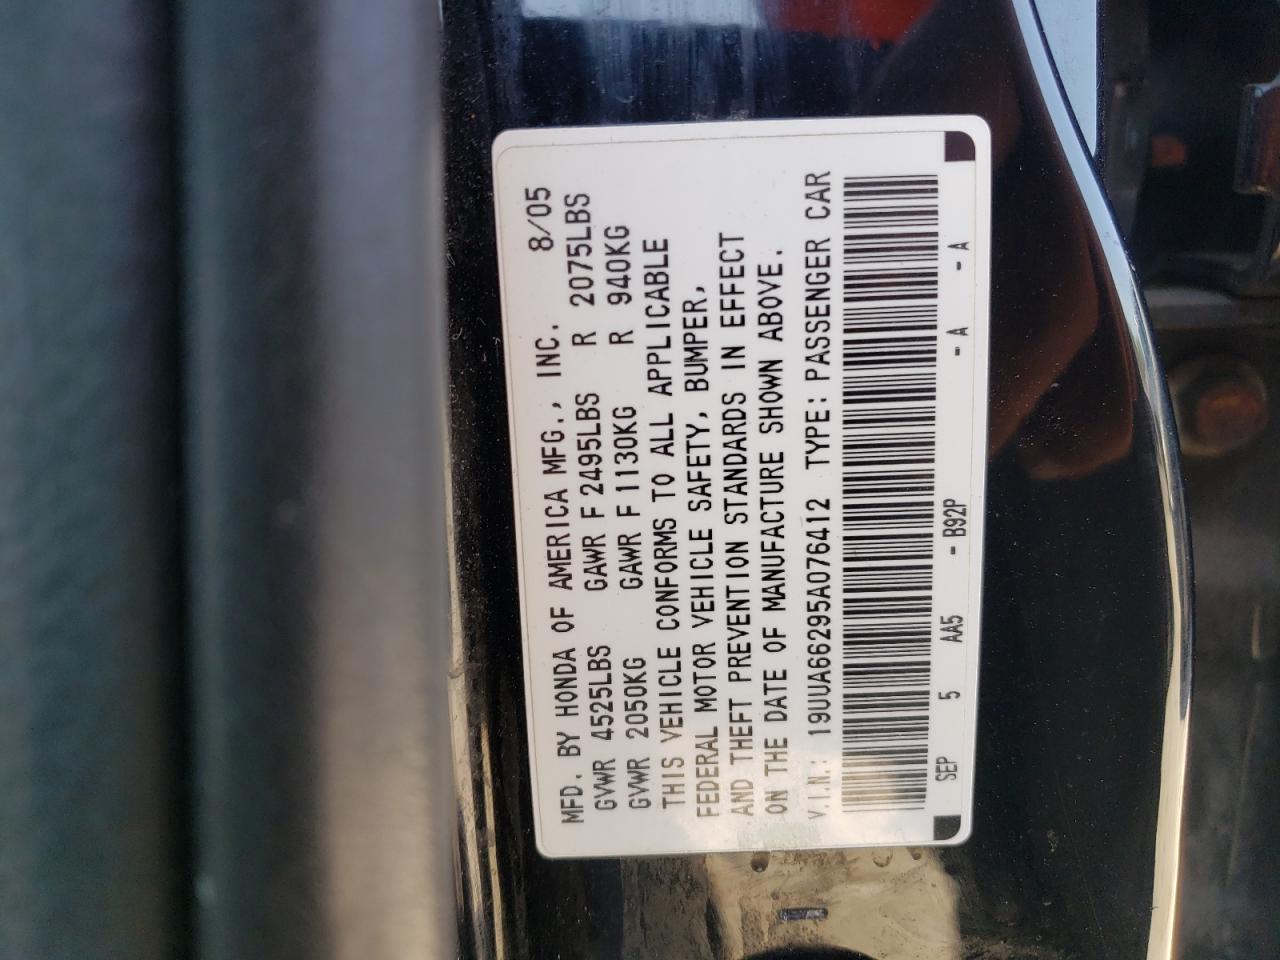 MFD. BY HONDA OF AMERICA MFG., INC. 8/05
GVWR 4525LBS GAWR F 2495LBS R 2075LBS
GVWR 2050KG GAWR F 1130KG R 940KG
THIS VEHICLE CONFORMS TO ALL APPLICABLE
FEDERAL MOTOR VEHICLE SAFETY, BUMPER,
AND THEFT PREVENTION STANDARDS IN EFFECT
ON THE DATE OF MANUFACTURE SHOWN ABOVE.
V.I.N.: 19UUA66295A076412 TYPE: PASSENGER CAR
SEP 5 AA5 - B92P - A - A